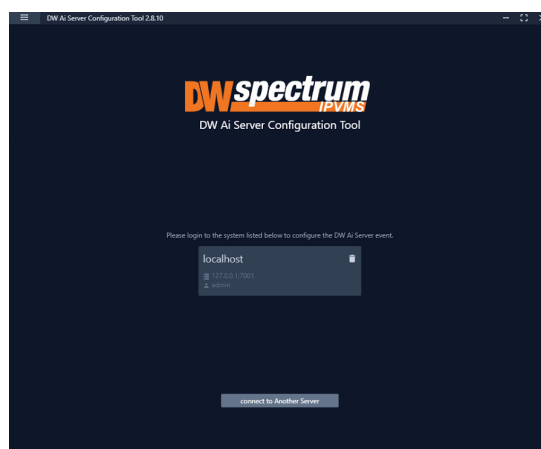 DW Ai Server Configuration Tool 2.8.10
DW spectrum
IPVMS
DW Ai Server Configuration Tool
Please login to the system listed below to configure the DW Ai Server event.
localhost
127.0.0.1:7001
admin
connect to Another Server